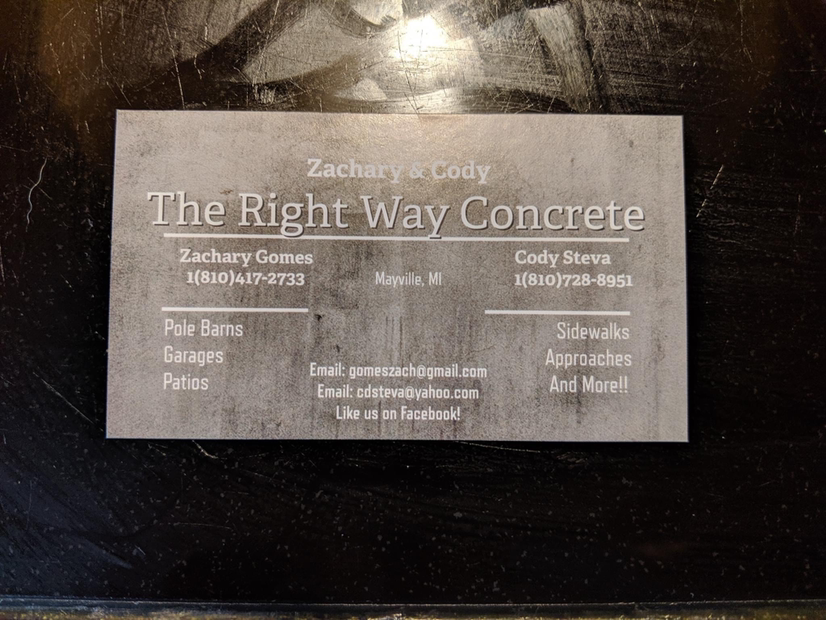 Zachary & Cody
The Right Way Concrete
Zachary Gomes
1(810)417-2733
Mayville, MI
Cody Steva
1(810)728-8951
Pole Barns
Garages
Patios
Email: gomeszach@gmail.com
Email: cdsteva@yahoo.com
Like us on Facebook!
Sidewalks
Approaches
And More!!